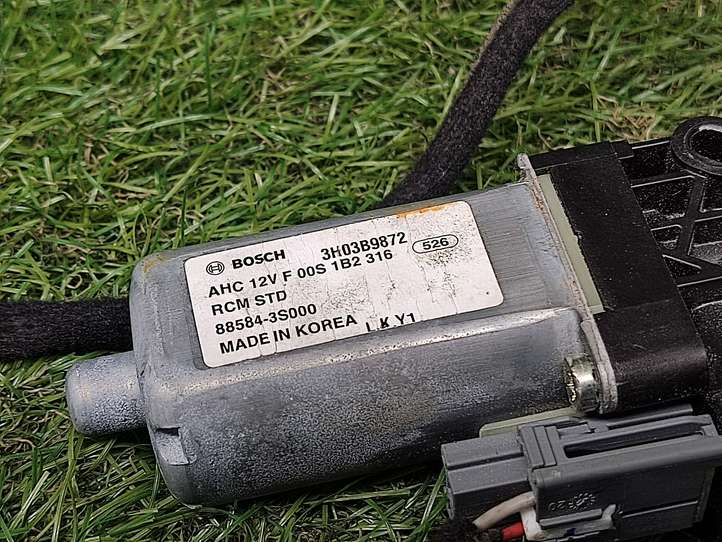 BOSCH 3H03B9872
AHC 12V F 00S 1B2 316 526
RCM STD
88584-3S000
MADE IN KOREA LKY1